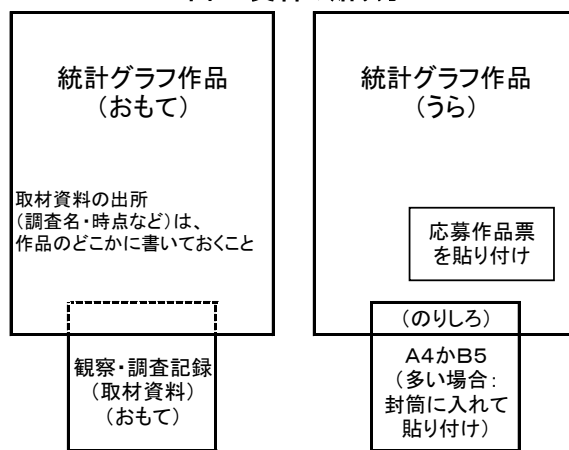 統計グラフ作品
（おもて）
取材資料の出所
（調査名・時点など）は、
作品のどこかに書いておくこと
観察・調査記録
（取材資料）
（おもて）
統計グラフ作品
（うら）
応募作品票
を貼り付け
（のりしろ）
A4かB5
（多い場合：
封筒に入れて
貼り付け）